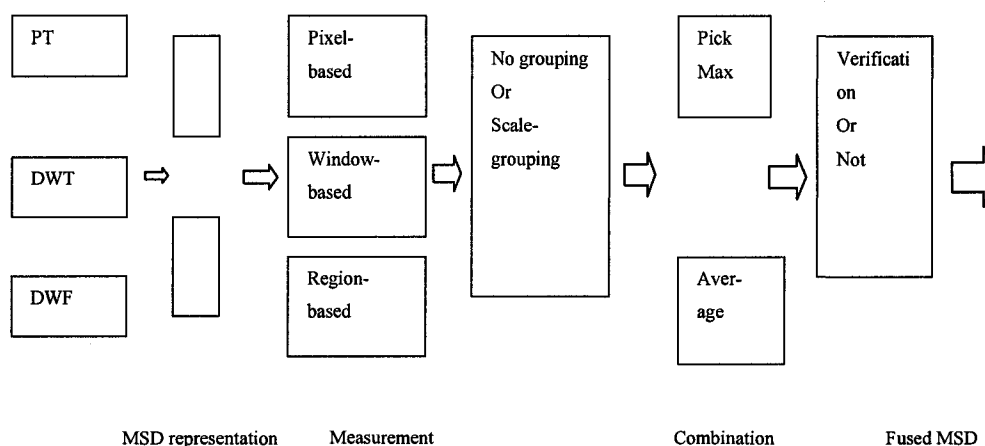 PT
DWT
DWF
Pixel-
based
Window-
based
Region-
based
No grouping
Or
Scale-
grouping
Pick
Max
Aver-
age
Verificati
on
Or
Not
MSD representation
Measurement
Combination
Fused MSD